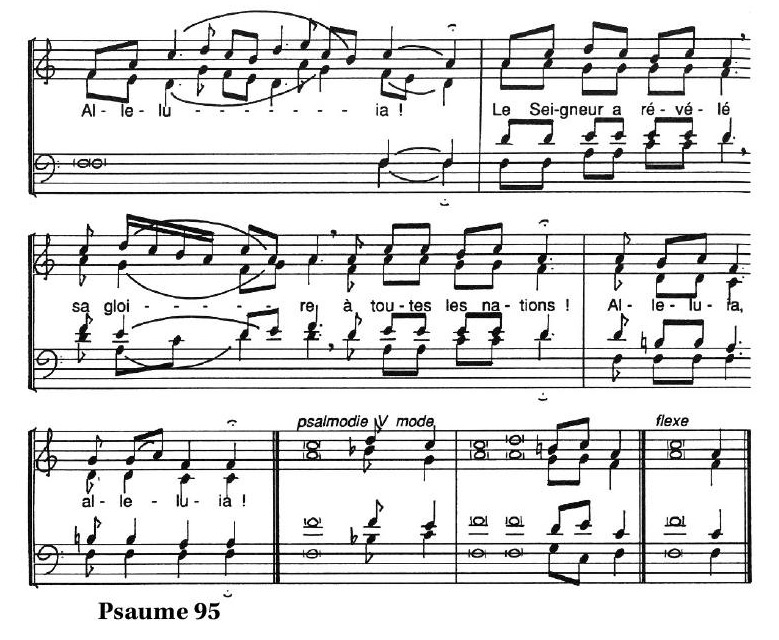 Al - le - lu - - - - - - - ia !   Le Sei - gneur a ré - vé - lé
sa gloi - - - - - - re à tou - tes les na - tions !   Al - le - lu - ia,
psalmodie V mode   flexe
al - le - lu - ia !
Psaume 95